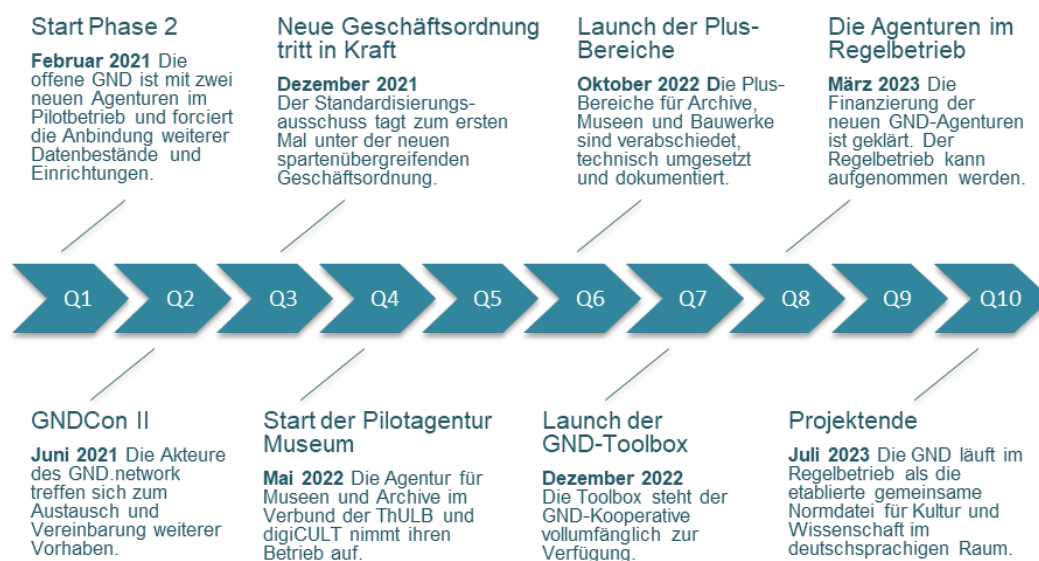 Start Phase 2
Februar 2021 Die
offene GND ist mit zwei
neuen Agenturen im
Pilotbetrieb und forciert
die Anbindung weiterer
Datenbestände und
Einrichtungen.
Neue Geschäftsordnung
tritt in Kraft
Dezember 2021
Der Standardisierungs-
ausschuss tagt zum ersten
Mal unter der neuen
spartenübergreifenden
Geschäftsordnung.
Launch der Plus-
Bereiche
Oktober 2022 Die Plus-
Bereiche für Archive,
Museen und Bauwerke
sind verabschiedet,
technisch umgesetzt
und dokumentiert.
Die Agenturen im
Regelbetrieb
März 2023 Die
Finanzierung der
neuen GND-Agenturen
ist geklärt. Der
Regelbetrieb kann
aufgenommen werden.
Q1
Q2
Q3
Q4
Q5
Q6
Q7
Q8
Q9
Q10
GNDCon II
Juni 2021 Die Akteure
des GND.network
treffen sich zum
Austausch und
Vereinbarung weiterer
Vorhaben.
Start der Pilotagentur
Museum
Mai 2022 Die Agentur für
Museen und Archive im
Verbund der ThULB und
digiCULT nimmt ihren
Betrieb auf.
Launch der
GND-Toolbox
Dezember 2022
Die Toolbox steht der
GND-Kooperative
vollumfänglich zur
Verfügung.
Projektende
Juli 2023 Die GND läuft im
Regelbetrieb als die
etablierte gemeinsame
Normdatei für Kultur und
Wissenschaft im
deutschsprachigen Raum.